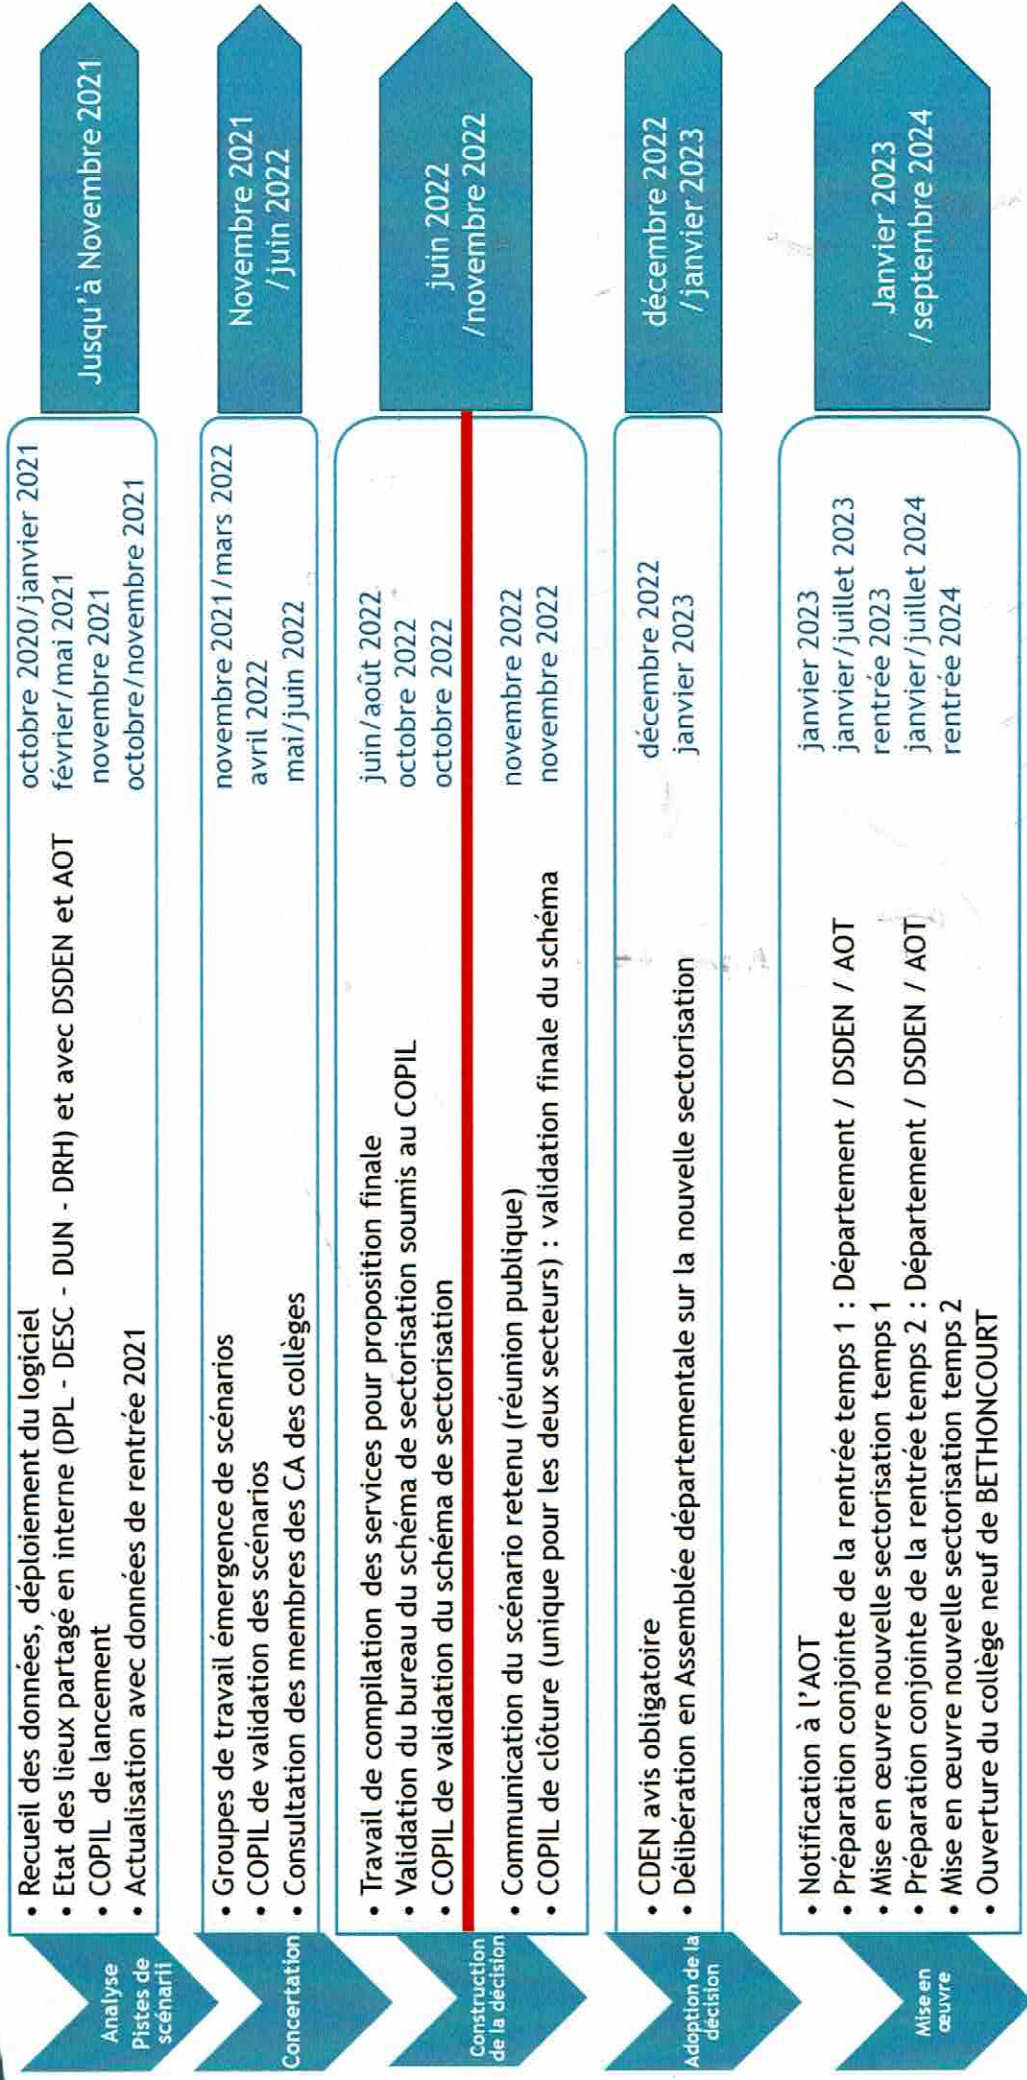 Analyse
Pistes de
scénarii
• Recueil des données, déploiement du logiciel
octobre 2020/janvier 2021
• Etat des lieux partagé en interne (DPL - DESC - DUN - DRH) et avec DSDEN et AOT
février/mai 2021
• COPIL de lancement
novembre 2021
• Actualisation avec données de rentrée 2021
octobre/novembre 2021
Jusqu'à Novembre 2021
Concertation
• Groupes de travail émergence de scénarios
novembre 2021/mars 2022
• COPIL de validation des scénarios
avril 2022
• Consultation des membres des CA des collèges
mai/juin 2022
Novembre 2021
/juin 2022
Construction
de la décision
• Travail de compilation des services pour proposition finale
juin/août 2022
• Validation du bureau du schéma de sectorisation soumis au COPIL
octobre 2022
• COPIL de validation du schéma de sectorisation
octobre 2022
• Communication du scénario retenu (réunion publique)
novembre 2022
• COPIL de clôture (unique pour les deux secteurs) : validation finale du schéma
novembre 2022
juin 2022
/novembre 2022
Adoption de la
décision
• CDEN avis obligatoire
décembre 2022
• Délibération en Assemblée départementale sur la nouvelle sectorisation
janvier 2023
décembre 2022
/janvier 2023
Mise en
œuvre
• Notification à l'AOT
janvier 2023
• Préparation conjointe de la rentrée temps 1 : Département / DSDEN / AOT
janvier/juillet 2023
• Mise en œuvre nouvelle sectorisation temps 1
rentrée 2023
• Préparation conjointe de la rentrée temps 2 : Département / DSDEN / AOT
janvier/juillet 2024
• Mise en œuvre nouvelle sectorisation temps 2
rentrée 2024
• Ouverture du collège neuf de BETHONCOURT
Janvier 2023
/septembre 2024